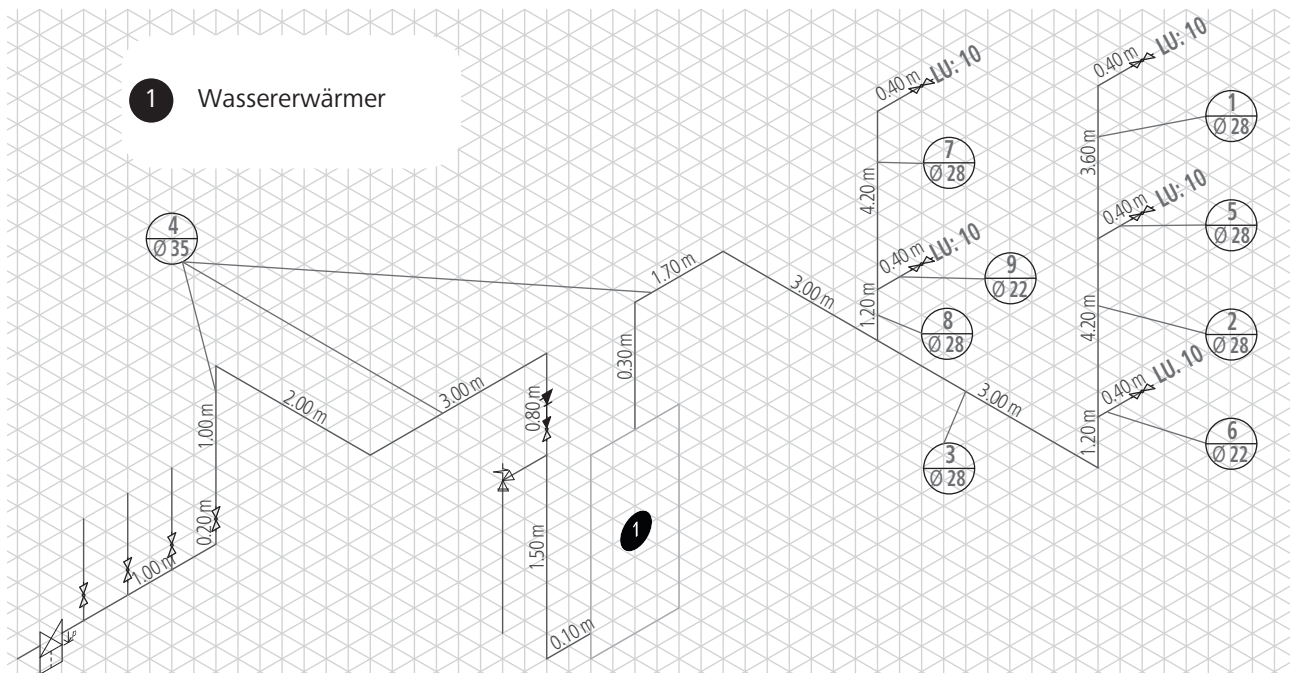 1 Wassererwärmer
0.40 m LU: 10
0.40 m LU: 10
1
Ø 28
7
Ø 28
3.60 m
4.20 m
0.40 m LU: 10
5
Ø 28
4
Ø 35
0.40 m LU: 10
9
Ø 22
1.70 m
3.00 m
1.20 m
8
Ø 28
4.20 m
2
Ø 28
0.30 m
2.00 m
3.00 m
0.80 m
3.00 m
0.40 m LU. 10
1.00 m
1.20 m
6
Ø 22
3
Ø 28
0.20 m
1.50 m
1
1.00 m
0.10 m